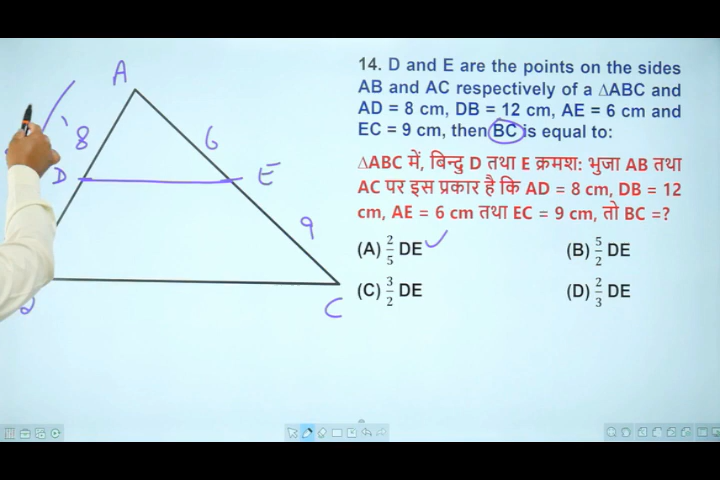 14. D and E are the points on the sides
AB and AC respectively of a ∆ABC and
AD = 8 cm, DB = 12 cm, AE = 6 cm and
EC = 9 cm, then BC is equal to:
∆ABC में, बिन्दु D तथा E क्रमश: भुजा AB तथा
AC पर इस प्रकार है कि AD = 8 cm, DB = 12
cm, AE = 6 cm तथा EC = 9 cm, तो BC =?
(A) 2/5 DE
(B) 5/2 DE
(C) 3/2 DE
(D) 2/3 DE
A
8
6
D
E
9
C